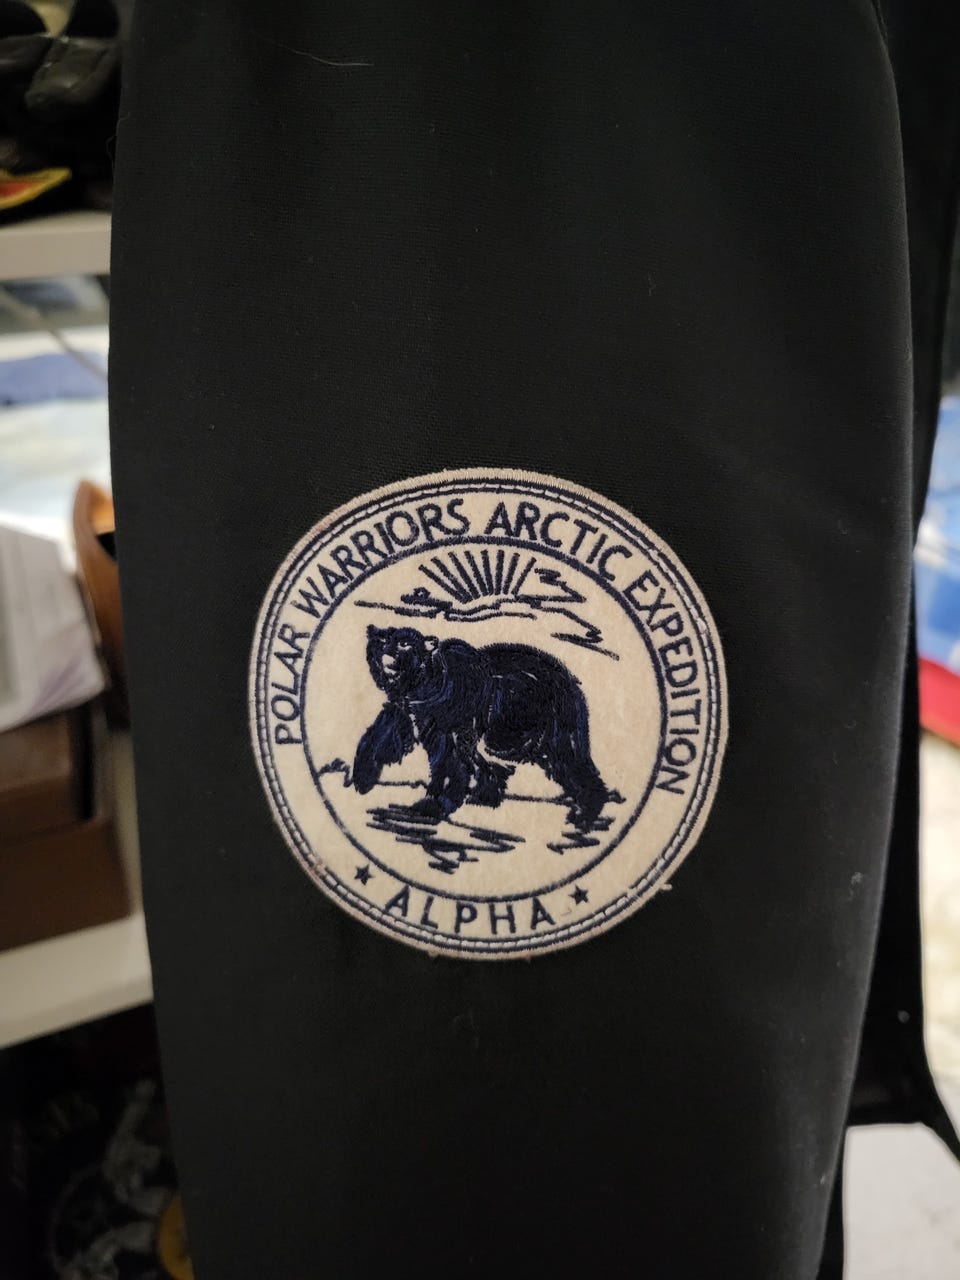 POLAR WARRIORS ARCTIC EXPEDITION
★ ALPHA ★